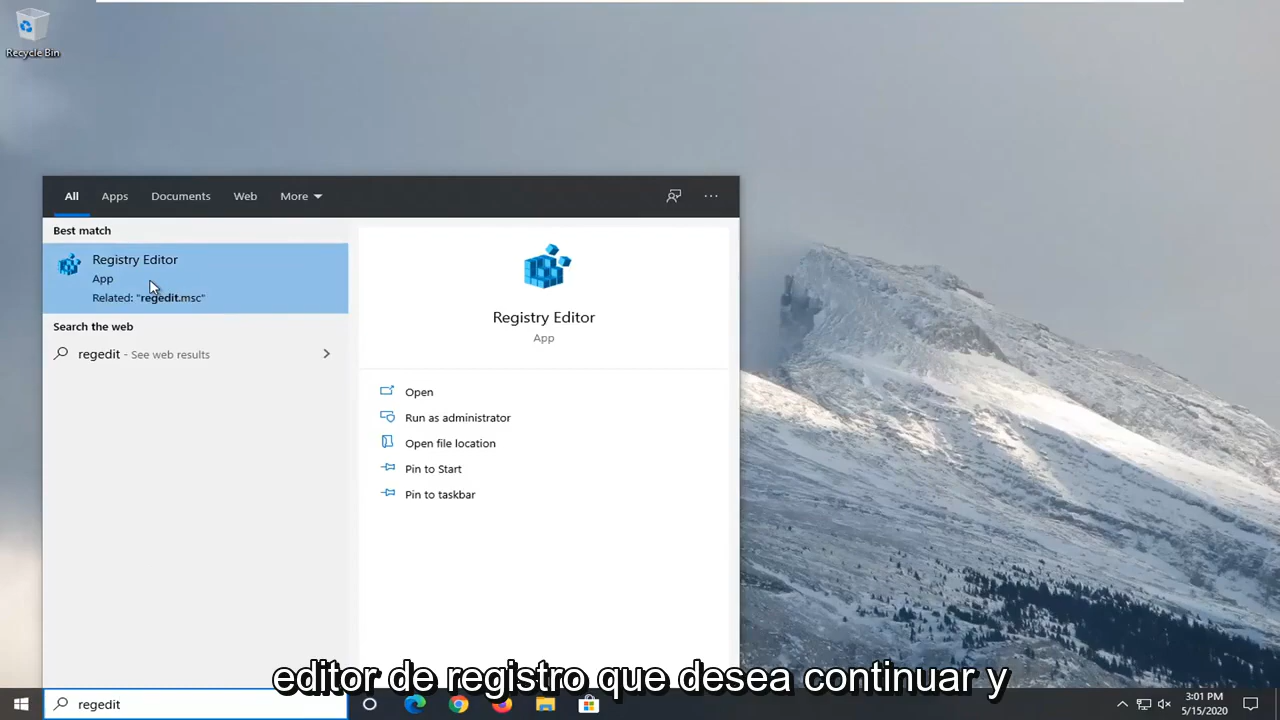 Recycle Bin
All Apps Documents Web More
Best match
Registry Editor
App
Related: "regedit.msc"
Search the web
regedit - See web results
Registry Editor
App
Open
Run as administrator
Open file location
Pin to Start
Pin to taskbar
editor de registro que desea continuar y
regedit
3:01 PM
5/15/2020